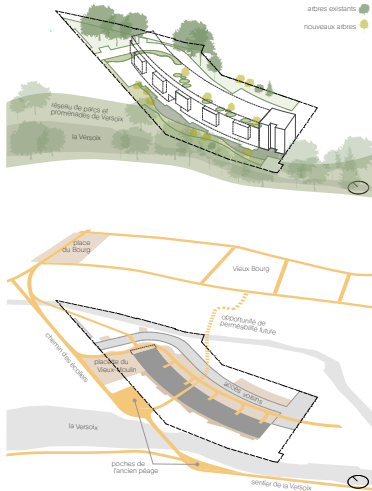 arbres existants
nouveaux arbres
réseau de parcs et
promenades de Versoix
la Versoix
place
du Bourg
Vieux Bourg
opportunité de
perméabilité future
chemin des écoliers
placette du
Vieux-Moulin
accès voitures
la Versoix
poches de
l'ancien péage
sentier de la Versoix